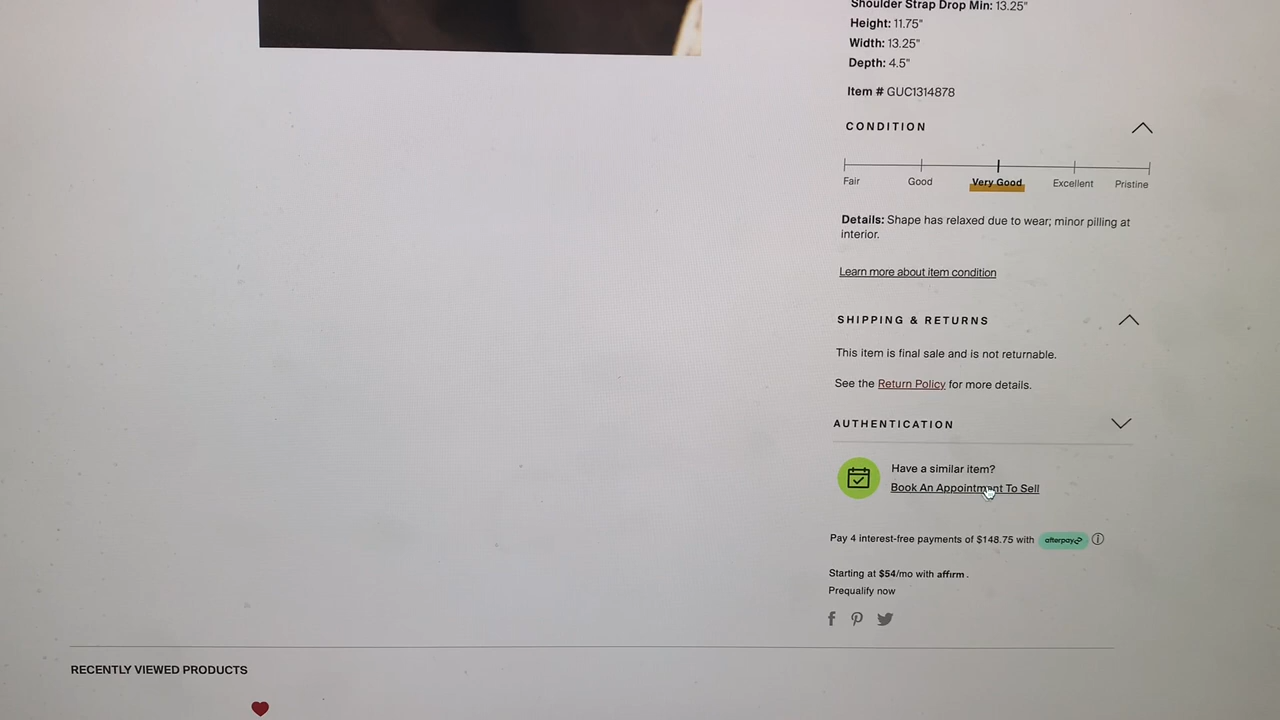 Shoulder Strap Drop Min: 13.25"
Height: 11.75"
Width: 13.25"
Depth: 4.5"
Item # GUC1314878
CONDITION
Fair Good Very Good Excellent Pristine
Details: Shape has relaxed due to wear; minor pilling at
interior.
Learn more about item condition
SHIPPING & RETURNS
This item is final sale and is not returnable.
See the Return Policy for more details.
AUTHENTICATION
Have a similar item?
Book An Appointment To Sell
Pay 4 interest-free payments of $148.75 with afterpay
Starting at $54/mo with affirm.
Prequalify now
RECENTLY VIEWED PRODUCTS